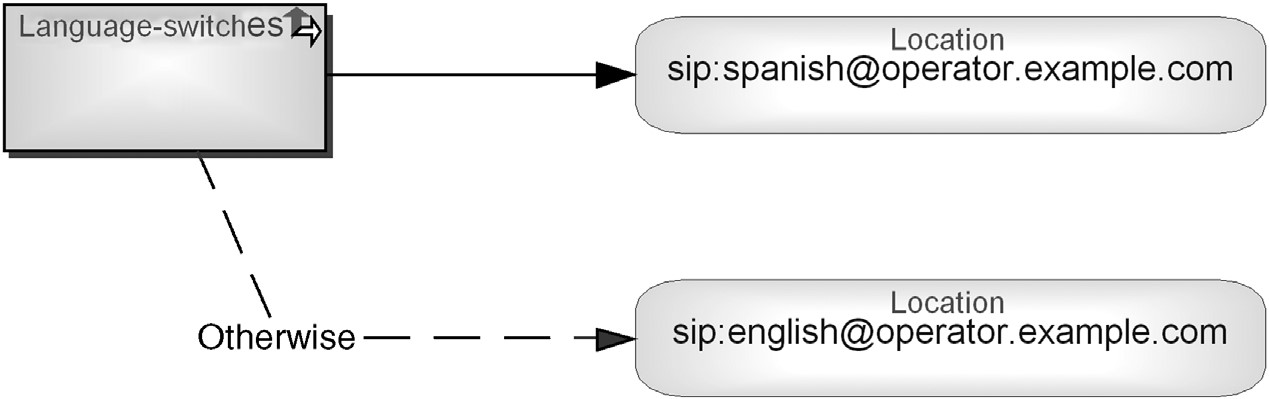 Language-switches
Location
sip:spanish@operator.example.com
Otherwise
Location
sip:english@operator.example.com